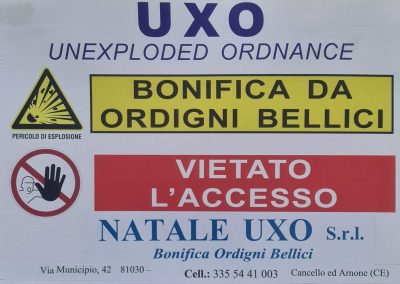 UXO
UNEXPLODED ORDNANCE
BONIFICA DA
ORDIGNI BELLICI
PERICOLO DI ESPLOSIONE
VIETATO
L'ACCESSO
NATALE UXO S.r.l.
Bonifica Ordigni Bellici
Via Municipio, 42 81030 – Cell.: 335 54 41 003 Cancello ed Arnone (CE)